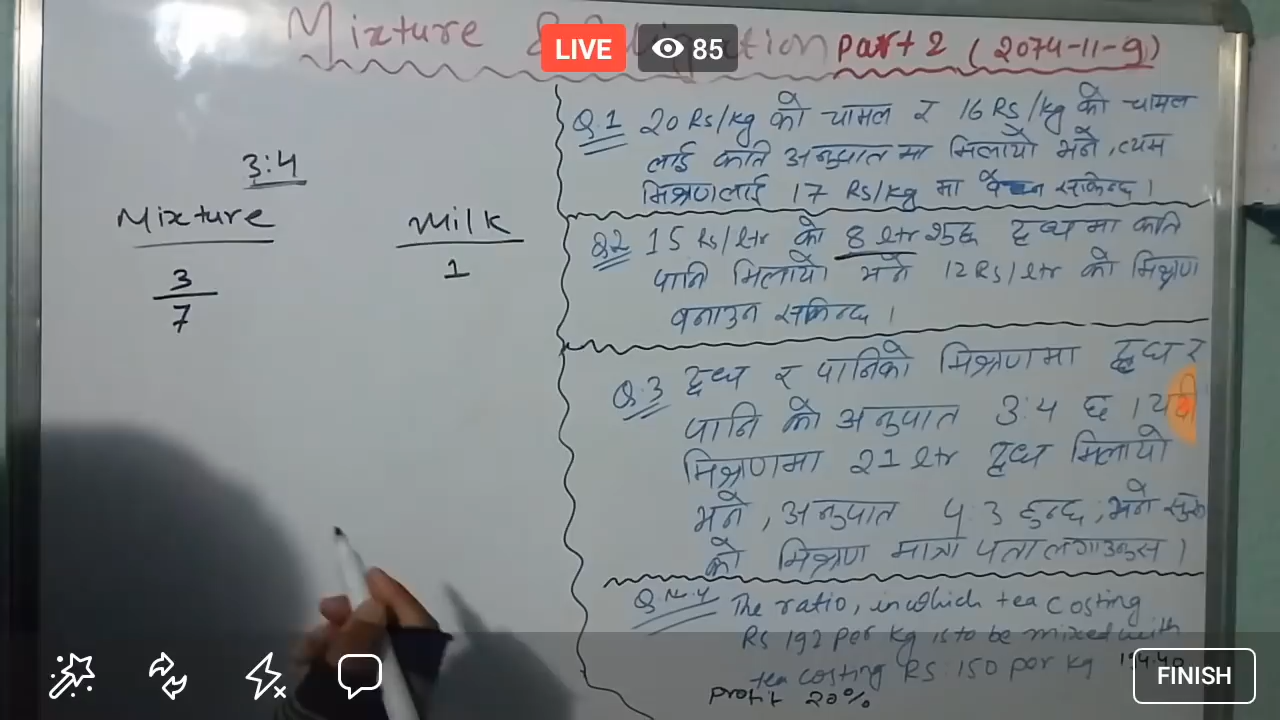 Mixture & Alligation part 2 (2074-11-9)
LIVE 85
3:4
Mixture Milk
3/7 1
Q.1 20 Rs/kg को चामल र 16 Rs/kg को चामल
लाई कति अनुपात मा मिलायो भने, त्यस
मिश्रणलाई 17 Rs/kg मा बेच्न सकिन्छ।
Q.2 15 Rs/ltr को 8 ltr शुद्ध दुधमा कति
पानि मिलायो भने 12 Rs/ltr को मिश्रण
बनाउन सकिन्छ।
Q.3 दुध र पानिको मिश्रणमा दुध र
पानि को अनुपात 3:4 छ। यदि
मिश्रणमा 21 ltr दुध मिलायो
भने, अनुपात 4:3 हुन्छ, भने सुरु
को मिश्रण मात्रा पता लगाउनुस।
Q.N.4 The ratio, in which tea costing
Rs 192 per kg is to be mixed with
tea costing RS 150 per kg 194.40
profit 20%
FINISH